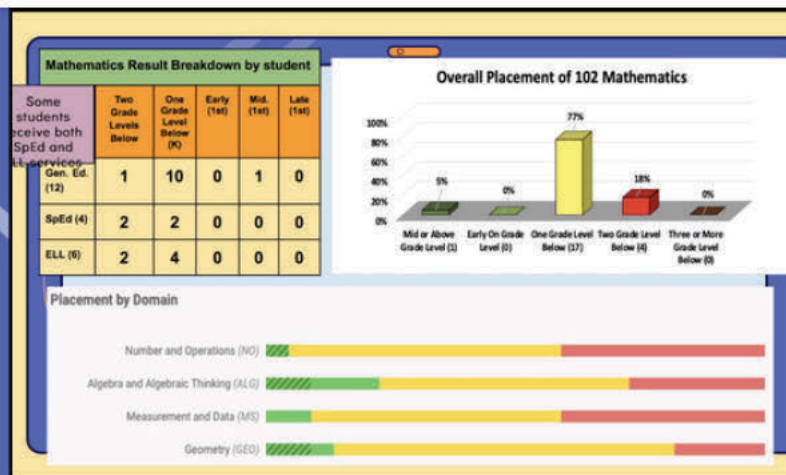 Mathematics Result Breakdown by student
Some
students
eceive both
SpEd and
LL services
Two
Grade
Levels
Below
One
Grade
Level
Below
(K)
Early
(1st)
Mid.
(1st)
Late
(1st)
Gen. Ed.
(12)
1 10 0 1 0
SpEd (4)
2 2 0 0 0
ELL (6)
2 4 0 0 0
Overall Placement of 102 Mathematics
100%
80%
60%
40%
20%
0%
5%
0%
77%
18%
0%
Mid or Above
Grade Level (1)
Early On Grade
Level (0)
One Grade Level
Below (17)
Two Grade Level
Below (4)
Three or More
Grade Level
Below (0)
Placement by Domain
Number and Operations (NO)
Algebra and Algebraic Thinking (ALG)
Measurement and Data (MS)
Geometry (GEO)